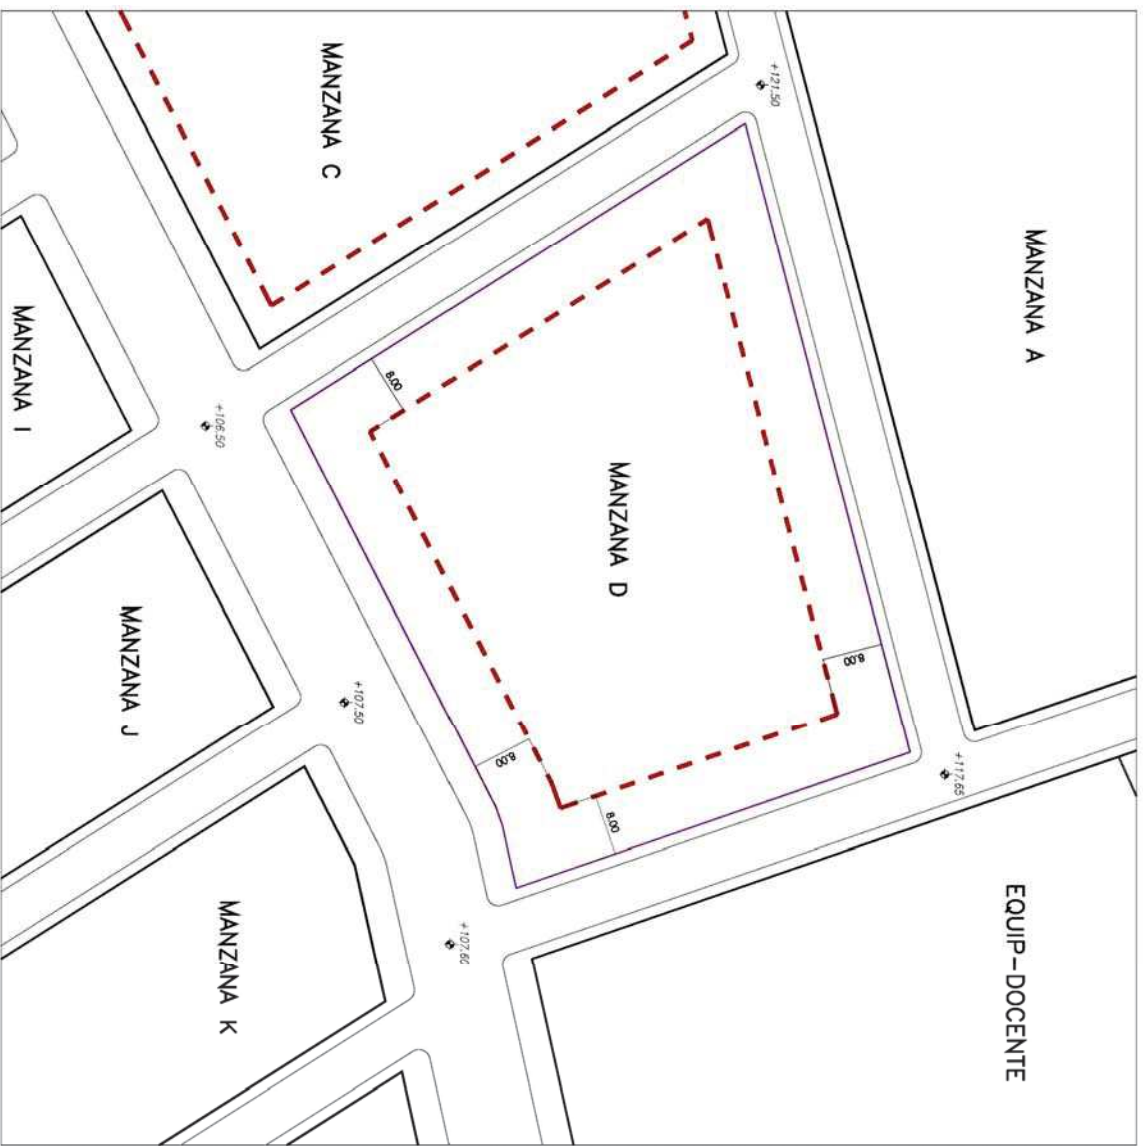 MANZANA C
+121.50
MANZANA A
MANZANA I
+106.50
8.00
MANZANA D
8.00
MANZANA J
+107.50
8.00
8.00
+117.65
MANZANA K
+107.60
EQUIP-DOCENTE